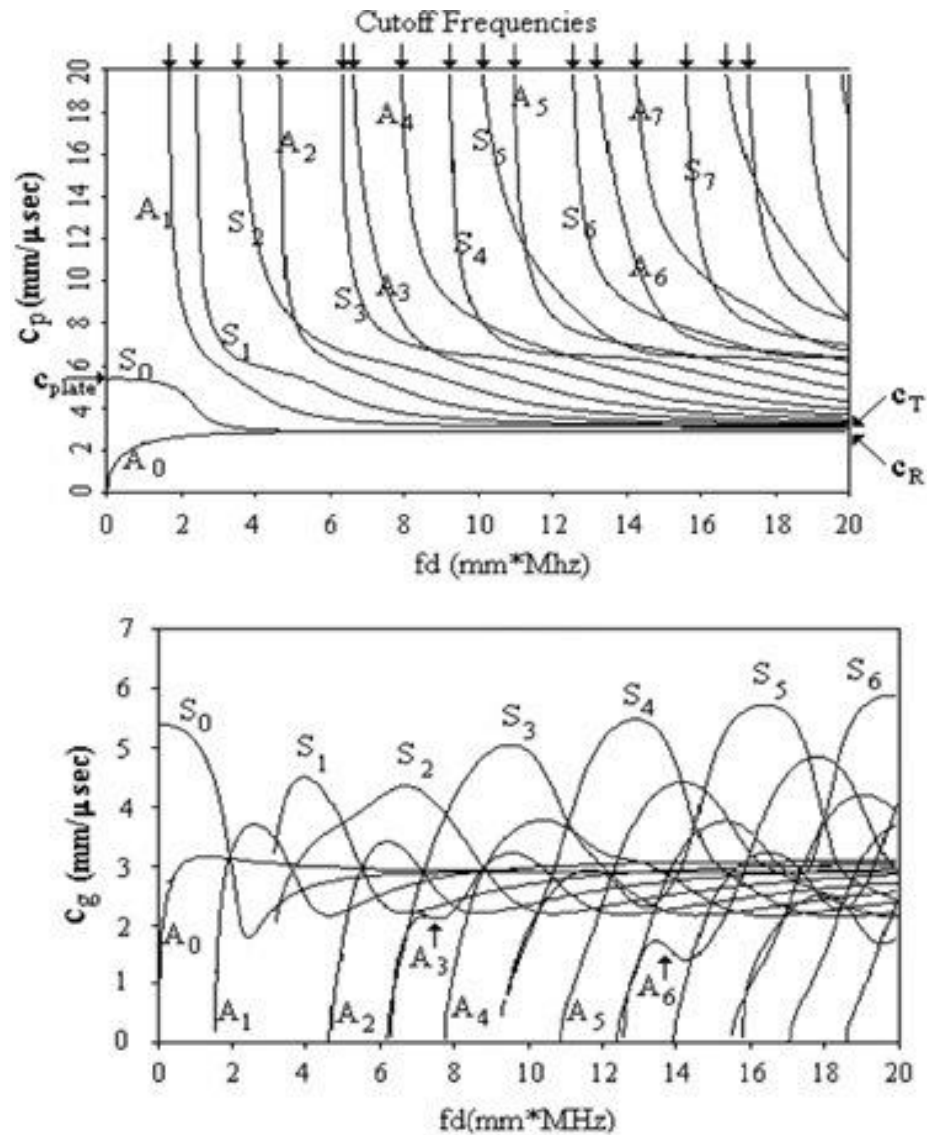 Cutoff Frequencies
20
18
16
14
12
10
8
6
4
2
0
Cp (mm/μsec)
A1
S2
A2
A4
S5
A5
A7
S7
S6
S4
A6
S3
A3
S1
S0
cplate
A0
cT
cR
0 2 4 6 8 10 12 14 16 18 20
fd (mm*Mhz)
7
6
5
4
3
2
1
0
Cg (mm/μsec)
S0
S1
S2
S3
S4
S5
S6
A0
A1
A2
A3
A4
A5
A6
0 2 4 6 8 10 12 14 16 18 20
fd(mm*MHz)